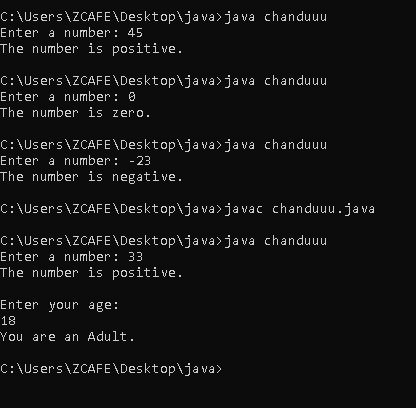 C:\Users\ZCAFE\Desktop\java>java chanduuu
Enter a number: 45
The number is positive.
C:\Users\ZCAFE\Desktop\java>java chanduuu
Enter a number: 0
The number is zero.
C:\Users\ZCAFE\Desktop\java>java chanduuu
Enter a number: -23
The number is negative.
C:\Users\ZCAFE\Desktop\java>javac chanduuu.java
C:\Users\ZCAFE\Desktop\java>java chanduuu
Enter a number: 33
The number is positive.
Enter your age:
18
You are an Adult.
C:\Users\ZCAFE\Desktop\java>